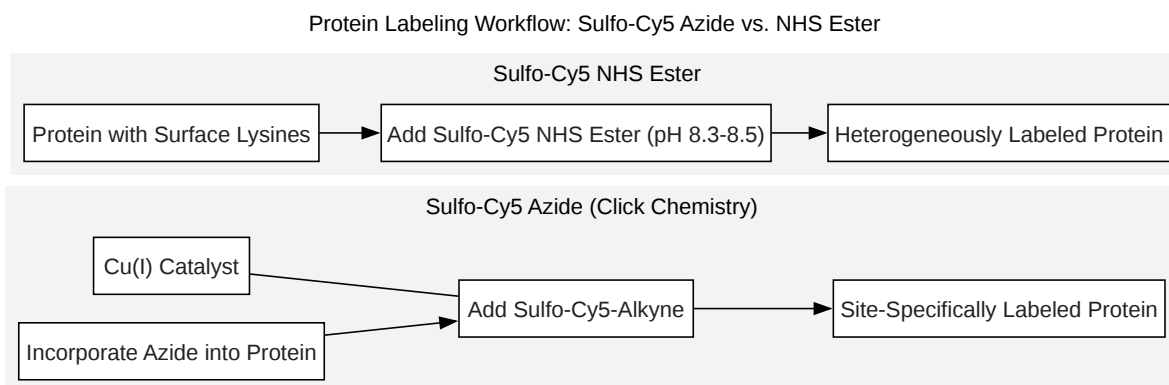 Protein Labeling Workflow: Sulfo-Cy5 Azide vs. NHS Ester
Sulfo-Cy5 NHS Ester
Protein with Surface Lysines
Add Sulfo-Cy5 NHS Ester (pH 8.3-8.5)
Heterogeneously Labeled Protein
Sulfo-Cy5 Azide (Click Chemistry)
Cu(I) Catalyst
Incorporate Azide into Protein
Add Sulfo-Cy5-Alkyne
Site-Specifically Labeled Protein